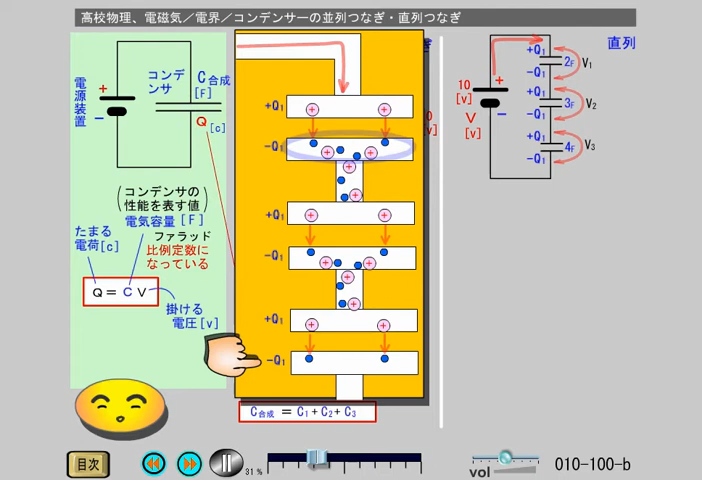 高校物理、電磁気／電界／コンデンサーの並列つなぎ・直列つなぎ
電源装置
+
−
コンデンサ
C合成
[F]
Q[c]
(コンデンサの
性能を表す値)
電気容量[F]
ファラッド
比例定数に
なっている
たまる
電荷[c]
Q = C V
掛ける
電圧[v]
+Q₁
−Q₁
+Q₁
−Q₁
+Q₁
−Q₁
C合成 = C₁+C₂+C₃
0
[v]
直列
10
[v]
V
[v]
+
−
+Q₁
−Q₁
2F
V₁
+Q₁
−Q₁
3F
V₂
+Q₁
−Q₁
4F
V₃
目次
31 %
vol
010-100-b